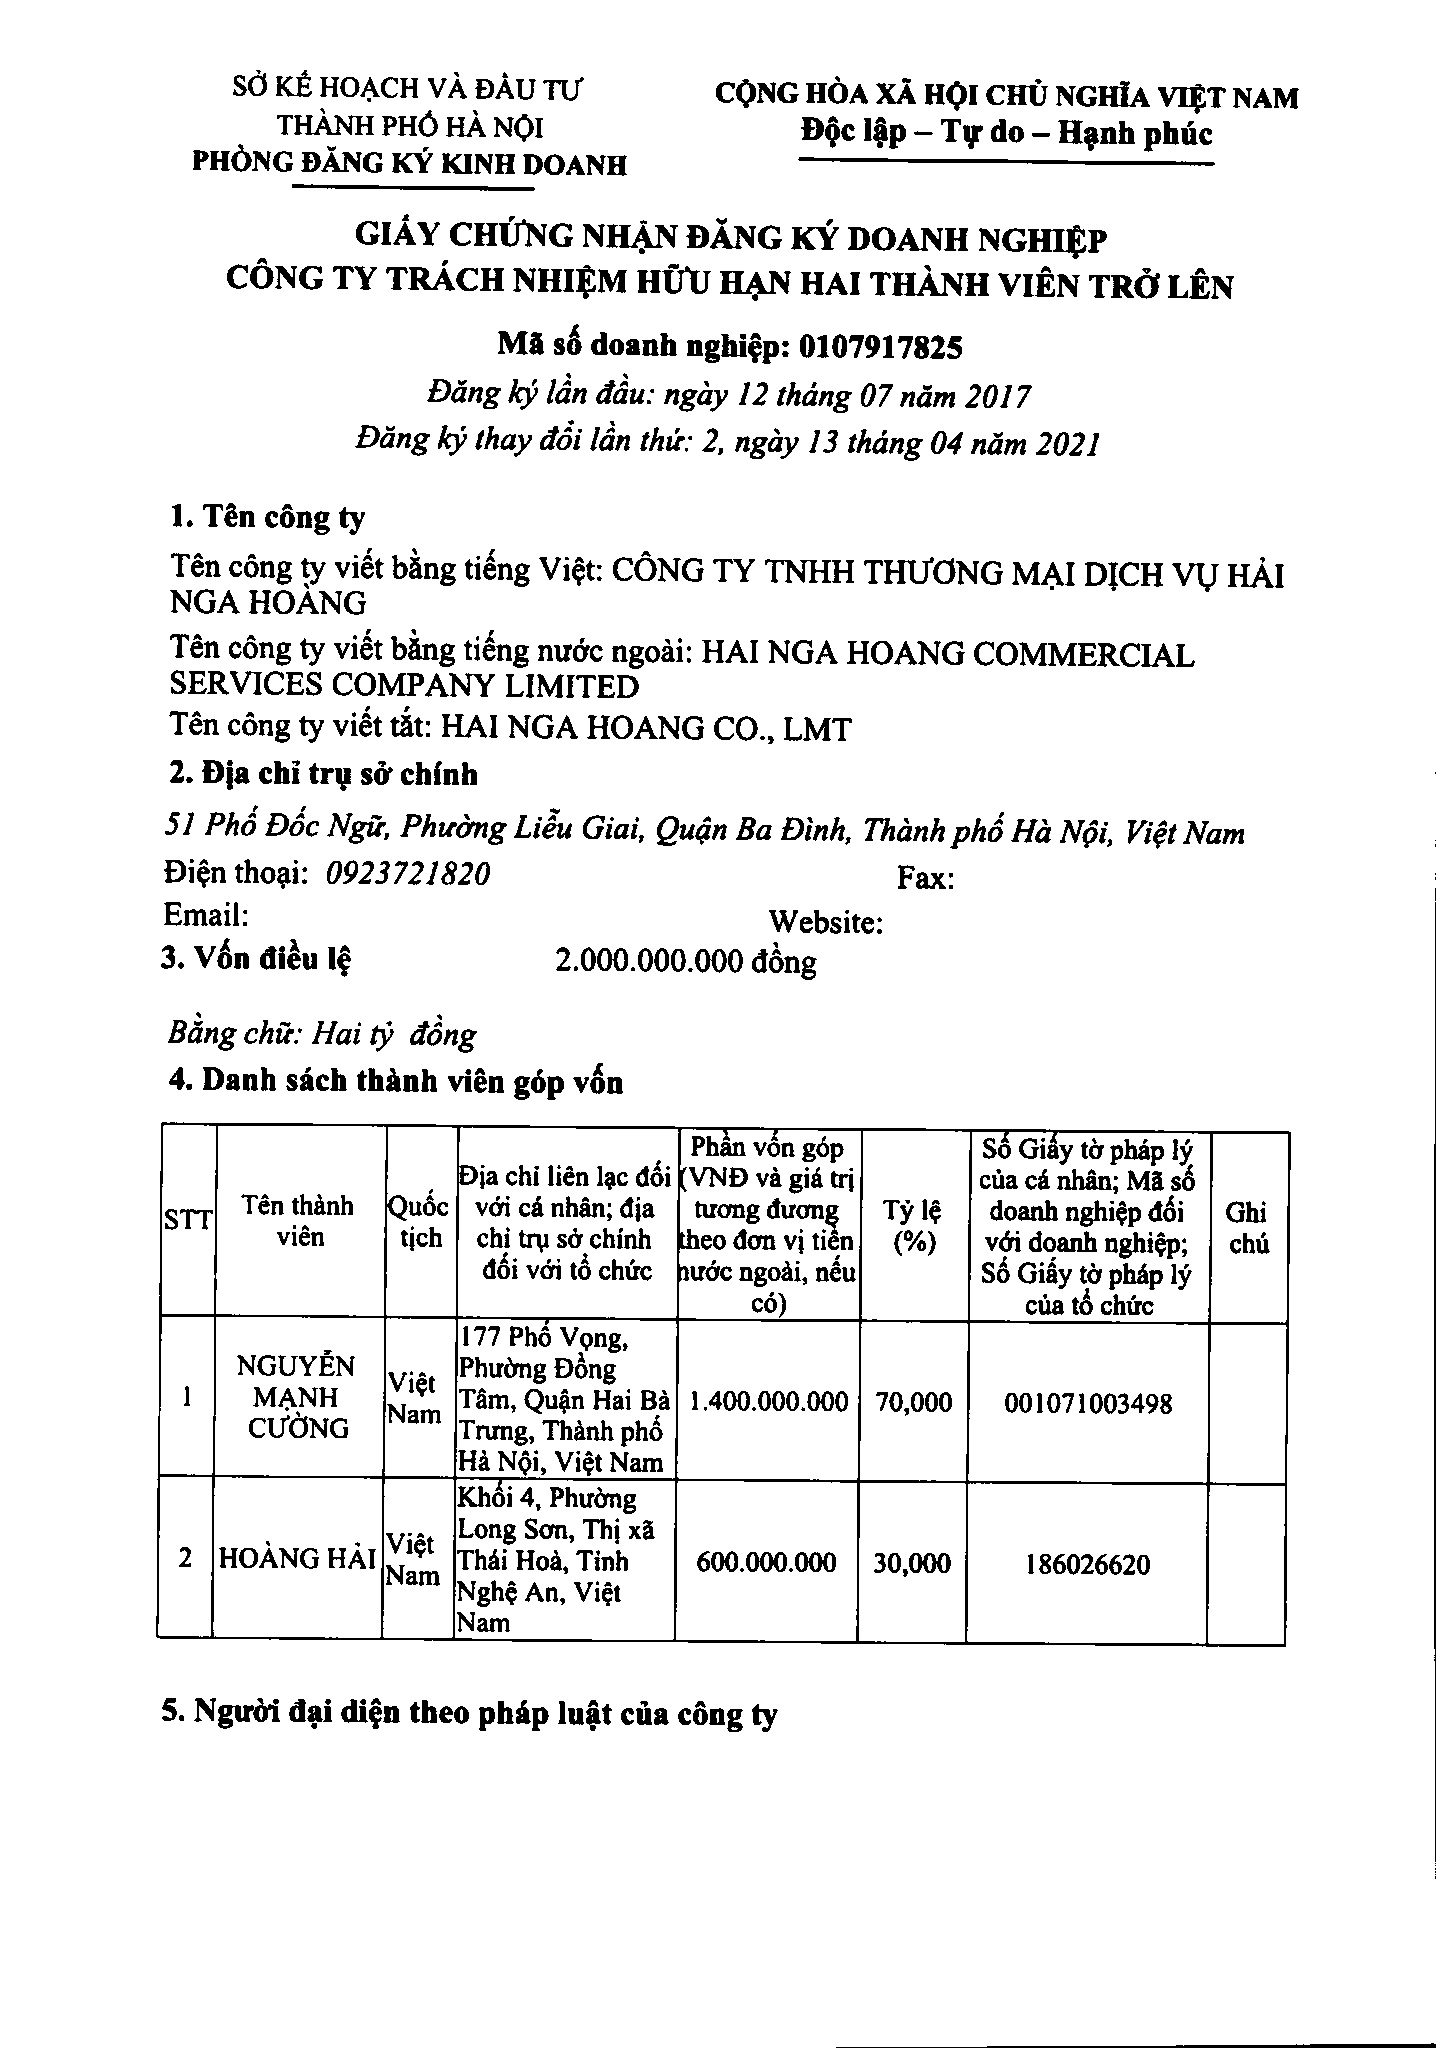 SỞ KẾ HOẠCH VÀ ĐẦU TƯ
THÀNH PHỐ HÀ NỘI
PHÒNG ĐĂNG KÝ KINH DOANH
CỘNG HÒA XÃ HỘI CHỦ NGHĨA VIỆT NAM
Độc lập – Tự do – Hạnh phúc
GIẤY CHỨNG NHẬN ĐĂNG KÝ DOANH NGHIỆP
CÔNG TY TRÁCH NHIỆM HỮU HẠN HAI THÀNH VIÊN TRỞ LÊN
Mã số doanh nghiệp: 0107917825
Đăng ký lần đầu: ngày 12 tháng 07 năm 2017
Đăng ký thay đổi lần thứ: 2, ngày 13 tháng 04 năm 2021
1. Tên công ty
Tên công ty viết bằng tiếng Việt: CÔNG TY TNHH THƯƠNG MẠI DỊCH VỤ HẢI
NGA HOÀNG
Tên công ty viết bằng tiếng nước ngoài: HAI NGA HOANG COMMERCIAL
SERVICES COMPANY LIMITED
Tên công ty viết tắt: HAI NGA HOANG CO., LMT
2. Địa chỉ trụ sở chính
51 Phố Đốc Ngữ, Phường Liễu Giai, Quận Ba Đình, Thành phố Hà Nội, Việt Nam
Điện thoại: 0923721820 Fax:
Email: Website:
3. Vốn điều lệ 2.000.000.000 đồng
Bằng chữ: Hai tỷ đồng
4. Danh sách thành viên góp vốn
STT
Tên thành
viên
Quốc
tịch
Địa chỉ liên lạc đối
với cá nhân; địa
chỉ trụ sở chính
đối với tổ chức
Phần vốn góp
(VNĐ và giá trị
tương đương
theo đơn vị tiền
nước ngoài, nếu
có)
Tỷ lệ
(%)
Số Giấy tờ pháp lý
của cá nhân; Mã số
doanh nghiệp đối
với doanh nghiệp;
Số Giấy tờ pháp lý
của tổ chức
Ghi
chú
1
NGUYỄN
MẠNH
CƯỜNG
Việt
Nam
177 Phố Vọng,
Phường Đồng
Tâm, Quận Hai Bà
Trưng, Thành phố
Hà Nội, Việt Nam
1.400.000.000
70,000
001071003498
2
HOÀNG HẢI
Việt
Nam
Khối 4, Phường
Long Sơn, Thị xã
Thái Hoà, Tỉnh
Nghệ An, Việt
Nam
600.000.000
30,000
186026620
5. Người đại diện theo pháp luật của công ty